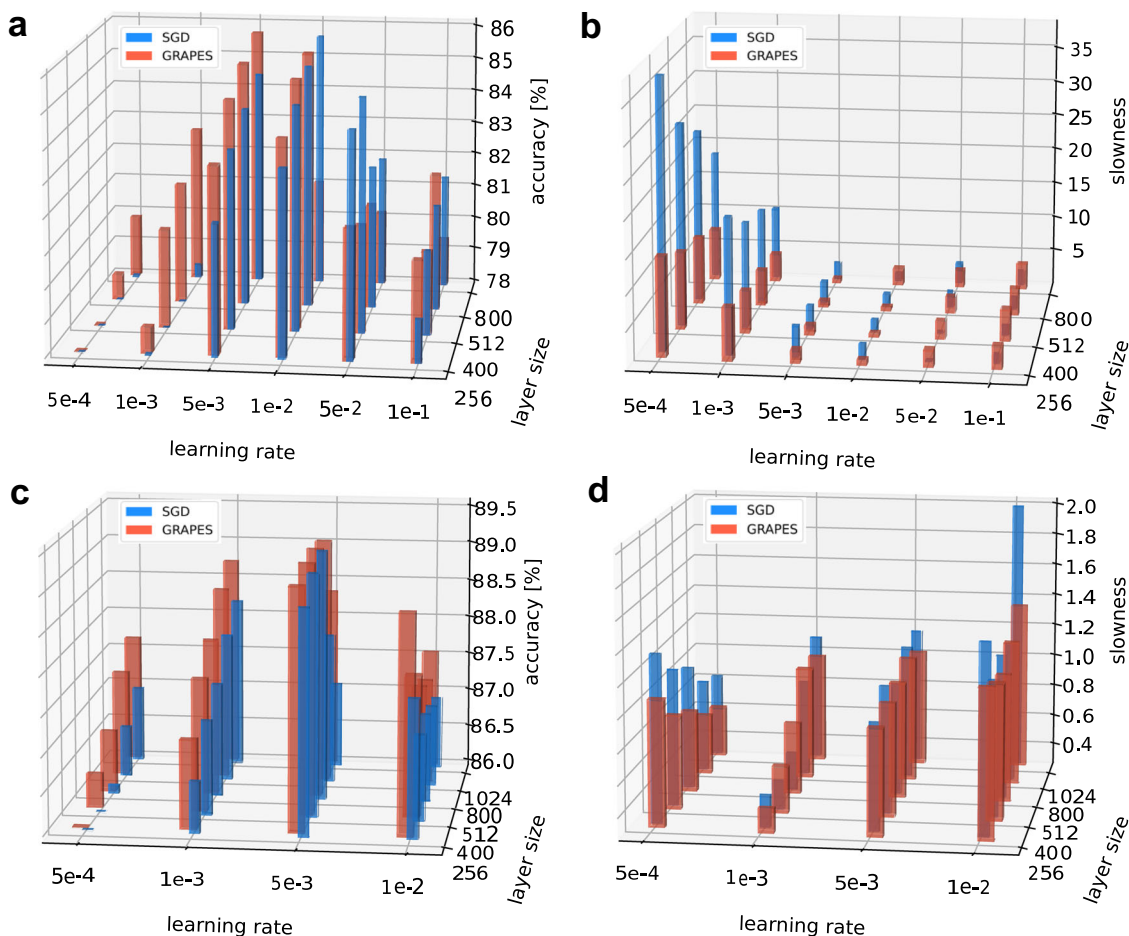 a
SGD
GRAPES
86
85
84
83
82
81
80
79
78
accuracy [%]
800
512
400
256
layer size
5e-4
1e-3
5e-3
1e-2
5e-2
1e-1
learning rate
b
SGD
GRAPES
35
30
25
20
15
10
5
slowness
800
512
400
256
layer size
5e-4
1e-3
5e-3
1e-2
5e-2
1e-1
learning rate
c
SGD
GRAPES
89.5
89.0
88.5
88.0
87.5
87.0
86.5
86.0
accuracy [%]
1024
800
512
400
256
layer size
5e-4
1e-3
5e-3
1e-2
learning rate
d
SGD
GRAPES
2.0
1.8
1.6
1.4
1.2
1.0
0.8
0.6
0.4
slowness
1024
800
512
400
256
layer size
5e-4
1e-3
5e-3
1e-2
learning rate